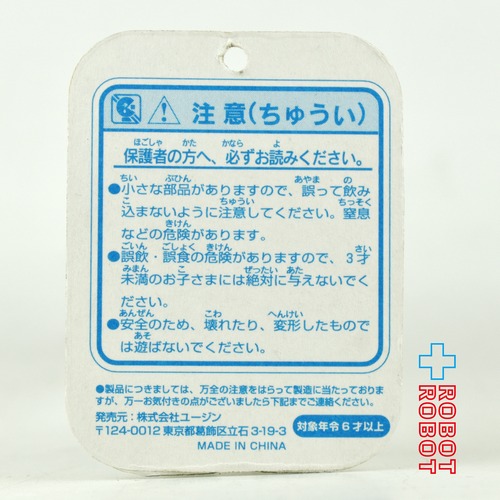 注意(ちゅうい)
保護者の方へ、必ずお読みください。
●小さな部品がありますので、誤って飲み
込まないように注意してください。窒息
などの危険があります。
●誤飲・誤食の危険がありますので、3才
未満のお子さまには絶対に与えないでく
ださい。
●安全のため、壊れたり、変形したもので
は遊ばないでください。
●製品につきましては、万全の注意をはらって製造に当たっておりま
すが、万一お気付きの点がございましたら下記までご連絡ください。
発売元:株式会社ユージン
〒124-0012 東京都葛飾区立石3-19-3
対象年令6才以上
MADE IN CHINA
ROBOT
ROBOT